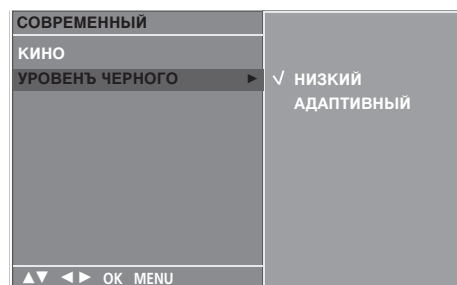 СОВРЕМЕННЫЙ
КИНО
УРОВЕНЪ ЧЕРНОГО ►
√ НИЗКИЙ
АДАПТИВНЫЙ
▲▼ ◄► OK MENU